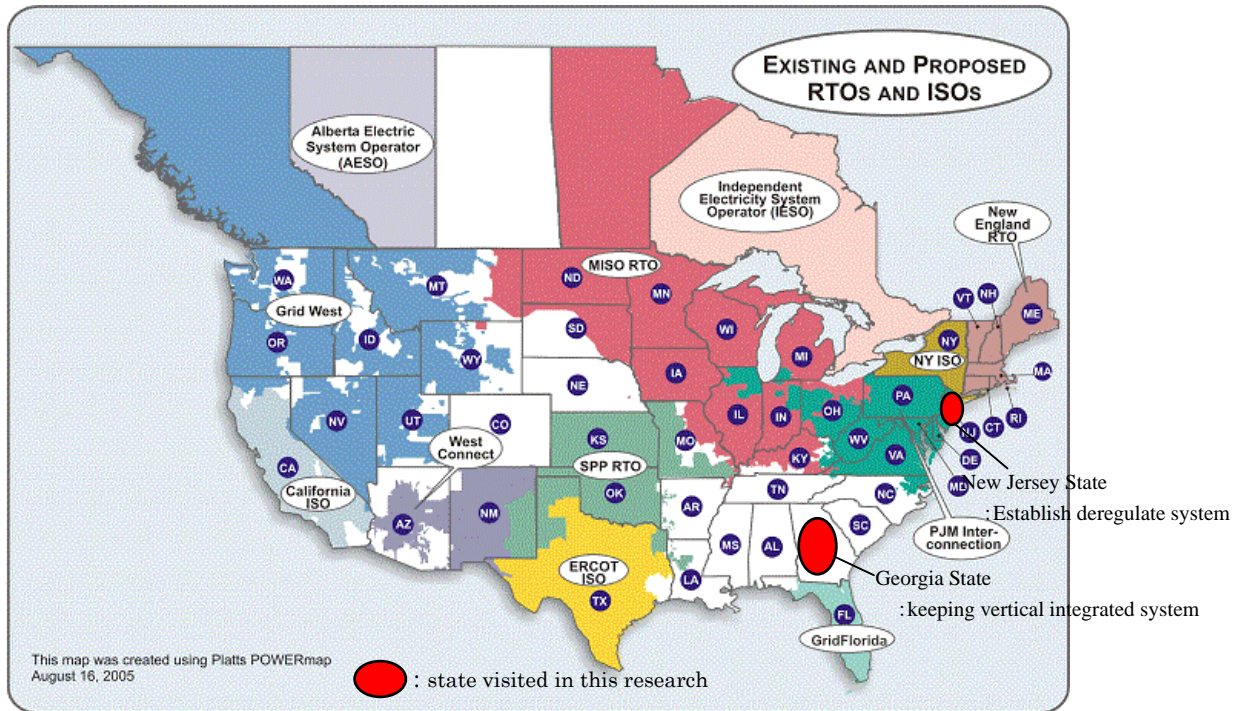 EXISTING AND PROPOSED
RTOS AND ISOS
Alberta Electric
System Operator
(AESO)
Independent
Electricity System
Operator (IESO)
New
England
RTO
MISO RTO
Grid West
WA
MT
ND
MN
VT
NH
ME
OR
ID
SD
WI
NY
NY ISO
WY
MI
MA
IA
PA
NE
NV
UT
CO
IL
IN
OH
RI
CT
NJ
WV
DE
KS
MO
KY
VA
West
Connect
CA
SPP RTO
MD
New Jersey State
:Establish deregulate system
California
ISO
OK
TN
NC
AZ
NM
AR
SC
PJM Inter-
connection
MS
AL
ERCOT
ISO
LA
Georgia State
:keeping vertical integrated system
TX
FL
GridFlorida
This map was created using Platts POWERmap
August 16, 2005
: state visited in this research